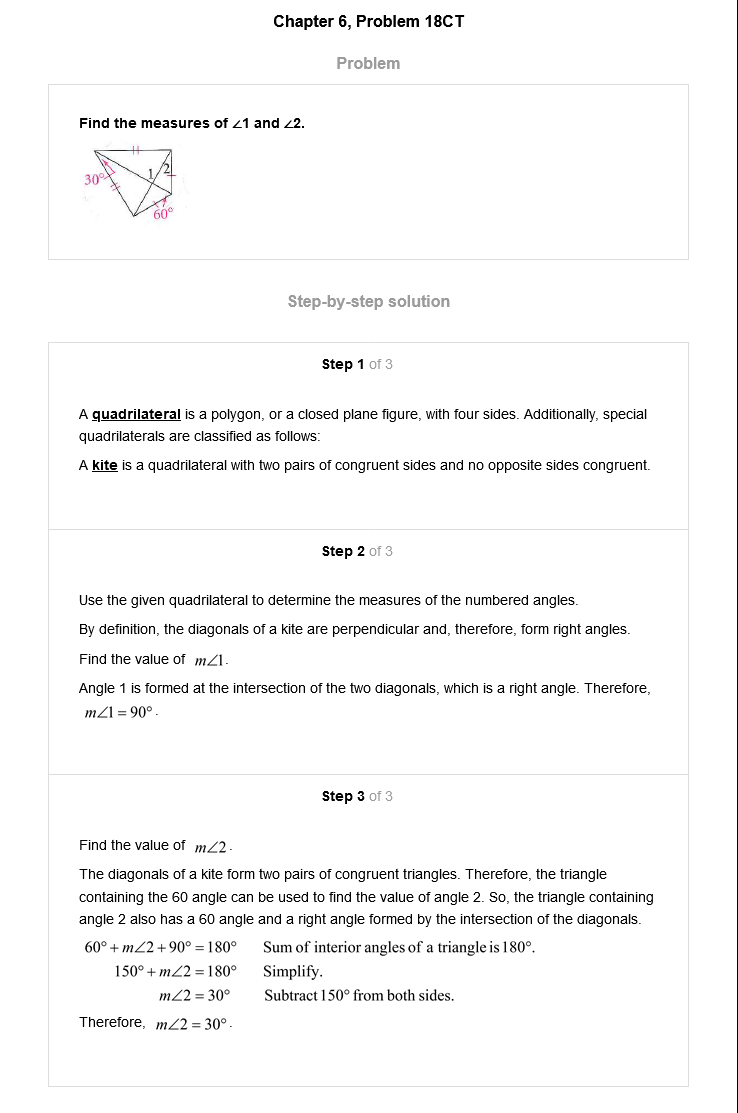 Chapter 6, Problem 18CT
Problem
Find the measures of ∠1 and ∠2.
30°
1
2
60°
Step-by-step solution
Step 1 of 3
A quadrilateral is a polygon, or a closed plane figure, with four sides. Additionally, special
quadrilaterals are classified as follows:
A kite is a quadrilateral with two pairs of congruent sides and no opposite sides congruent.
Step 2 of 3
Use the given quadrilateral to determine the measures of the numbered angles.
By definition, the diagonals of a kite are perpendicular and, therefore, form right angles.
Find the value of m∠1.
Angle 1 is formed at the intersection of the two diagonals, which is a right angle. Therefore,
m∠1 = 90°.
Step 3 of 3
Find the value of m∠2.
The diagonals of a kite form two pairs of congruent triangles. Therefore, the triangle
containing the 60 angle can be used to find the value of angle 2. So, the triangle containing
angle 2 also has a 60 angle and a right angle formed by the intersection of the diagonals.
60° + m∠2 + 90° = 180° Sum of interior angles of a triangle is 180°.
150° + m∠2 = 180° Simplify.
m∠2 = 30° Subtract 150° from both sides.
Therefore, m∠2 = 30°.